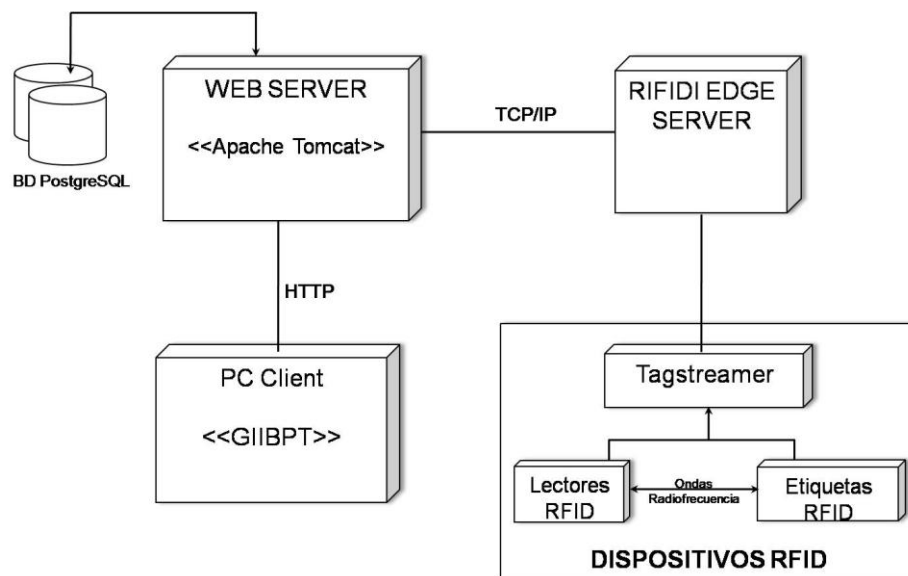 WEB SERVER
<<Apache Tomcat>>
BD PostgreSQL
TCP/IP
RIFIDI EDGE
SERVER
HTTP
PC Client
<<GIIBPT>>
Tagstreamer
Lectores
RFID
Ondas
Radiofrecuencia
Etiquetas
RFID
DISPOSITIVOS RFID